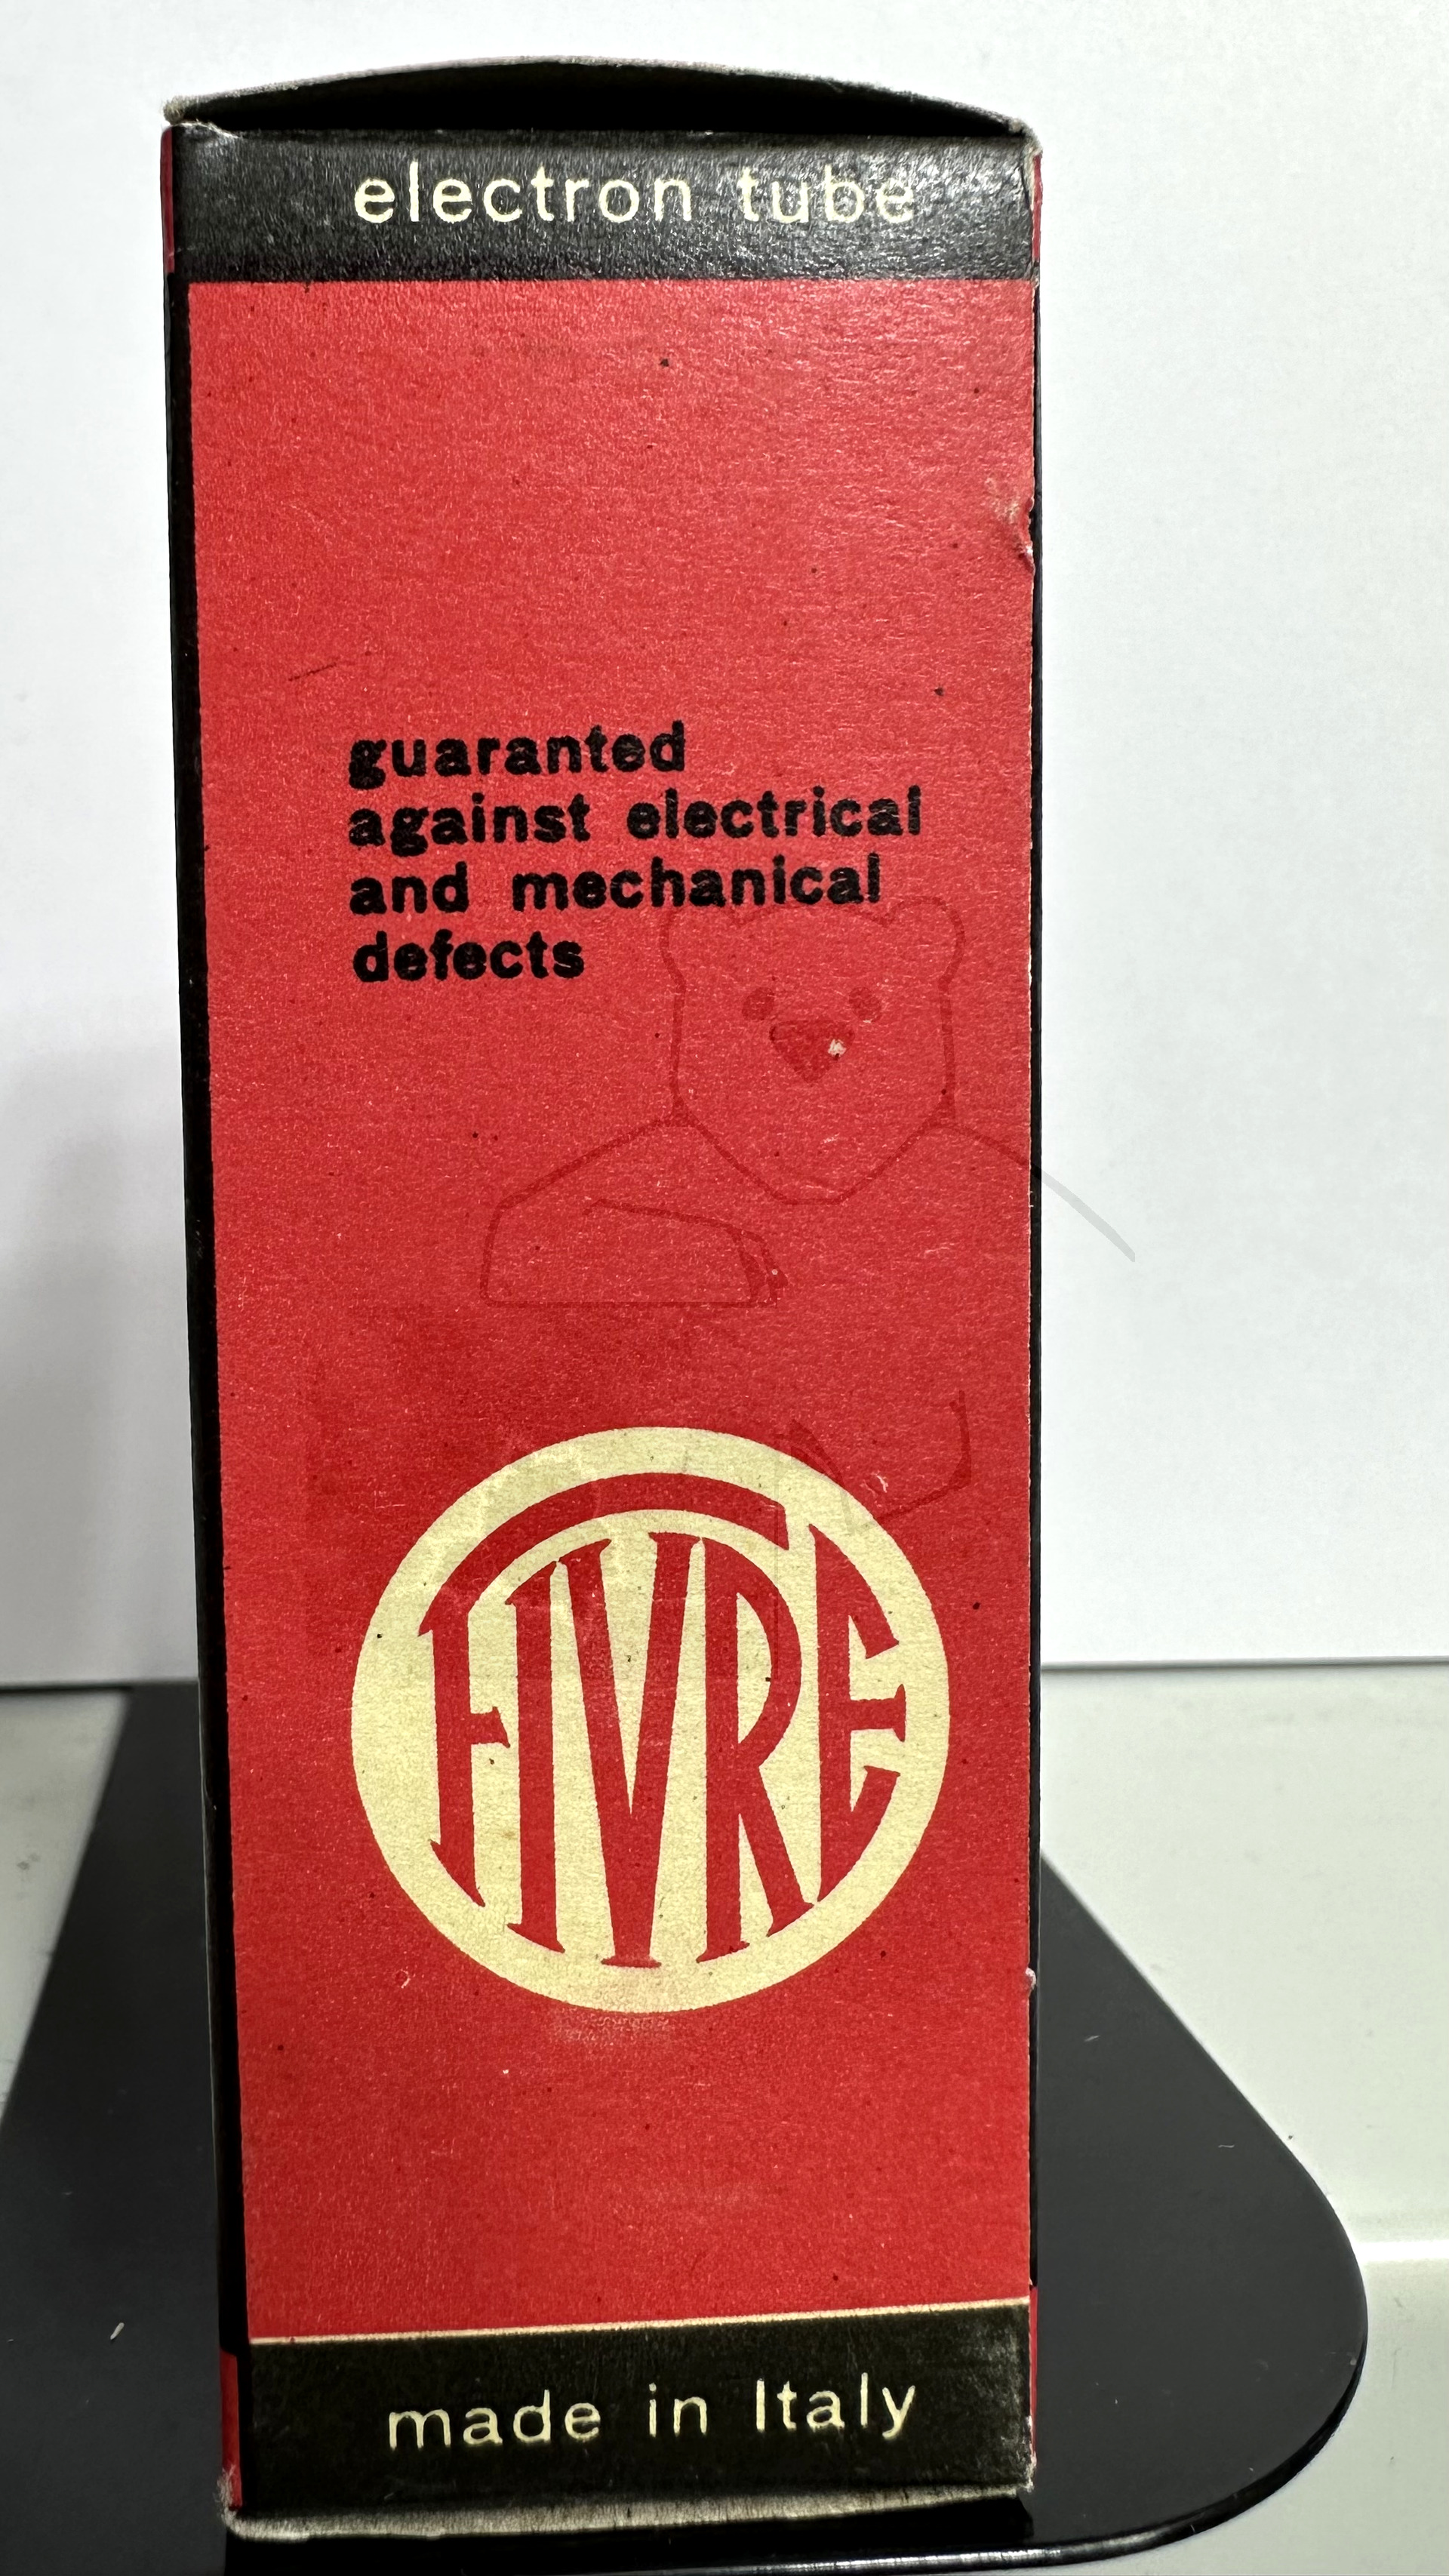 electron tube
guaranted
against electrical
and mechanical
defects
FIVRE
made in Italy